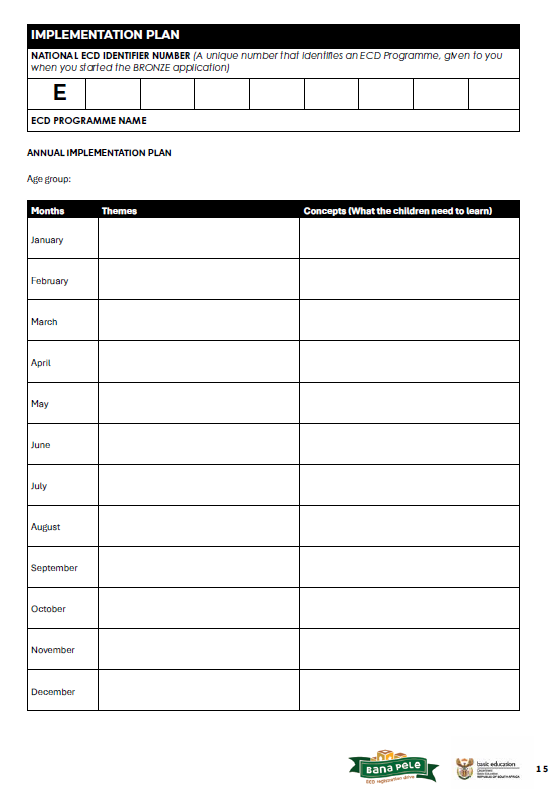 IMPLEMENTATION PLAN
NATIONAL ECD IDENTIFIER NUMBER (A unique number that identifies an ECD Programme, given to you
when you started the BRONZE application)
E
ECD PROGRAMME NAME
ANNUAL IMPLEMENTATION PLAN
Age group:
Months Themes Concepts (What the children need to learn)
January
February
March
April
May
June
July
August
September
October
November
December
BANA PELE
ECD registration drive
basic education
Department:
Basic Education
REPUBLIC OF SOUTH AFRICA
15